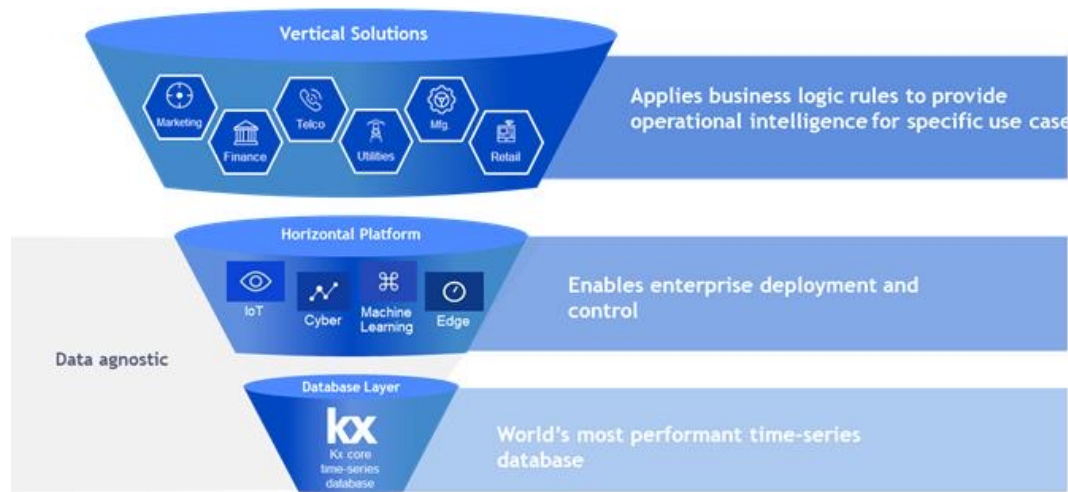 Vertical Solutions
Marketing
Finance
Telco
Utilities
Mfg.
Retail
Applies business logic rules to provide
operational intelligence for specific use case
Horizontal Platform
IoT
Cyber
Machine
Learning
Edge
Enables enterprise deployment and
control
Data agnostic
Database Layer
kx
Kx core
time-series
database
World's most performant time-series
database